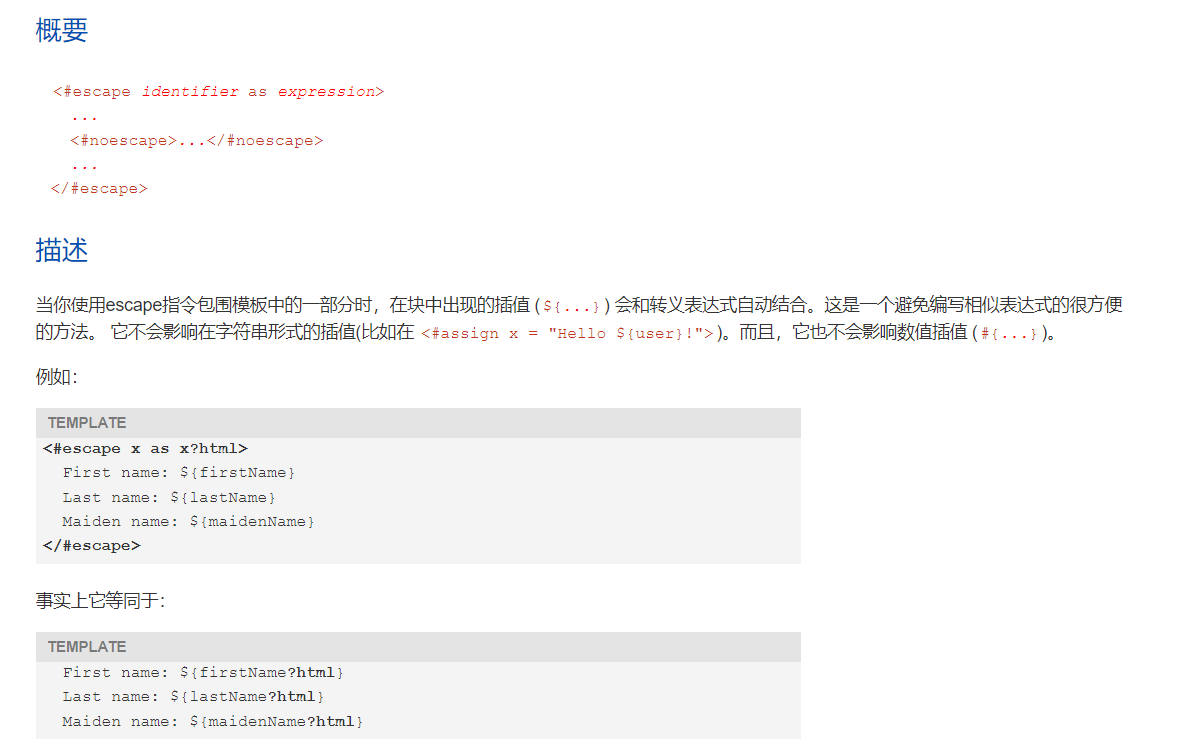 概要
<#escape identifier as expression>
...
<#noescape>...</#noescape>
...
</#escape>
描述
当你使用escape指令包围模板中的一部分时，在块中出现的插值 (${...}) 会和转义表达式自动结合。这是一个避免编写相似表达式的很方便
的方法。 它不会影响在字符串形式的插值(比如在 <#assign x = "Hello ${user}!">)。而且，它也不会影响数值插值 (#{...})。
例如：
TEMPLATE
<#escape x as x?html>
First name: ${firstName}
Last name: ${lastName}
Maiden name: ${maidenName}
</#escape>
事实上它等同于：
TEMPLATE
First name: ${firstName?html}
Last name: ${lastName?html}
Maiden name: ${maidenName?html}